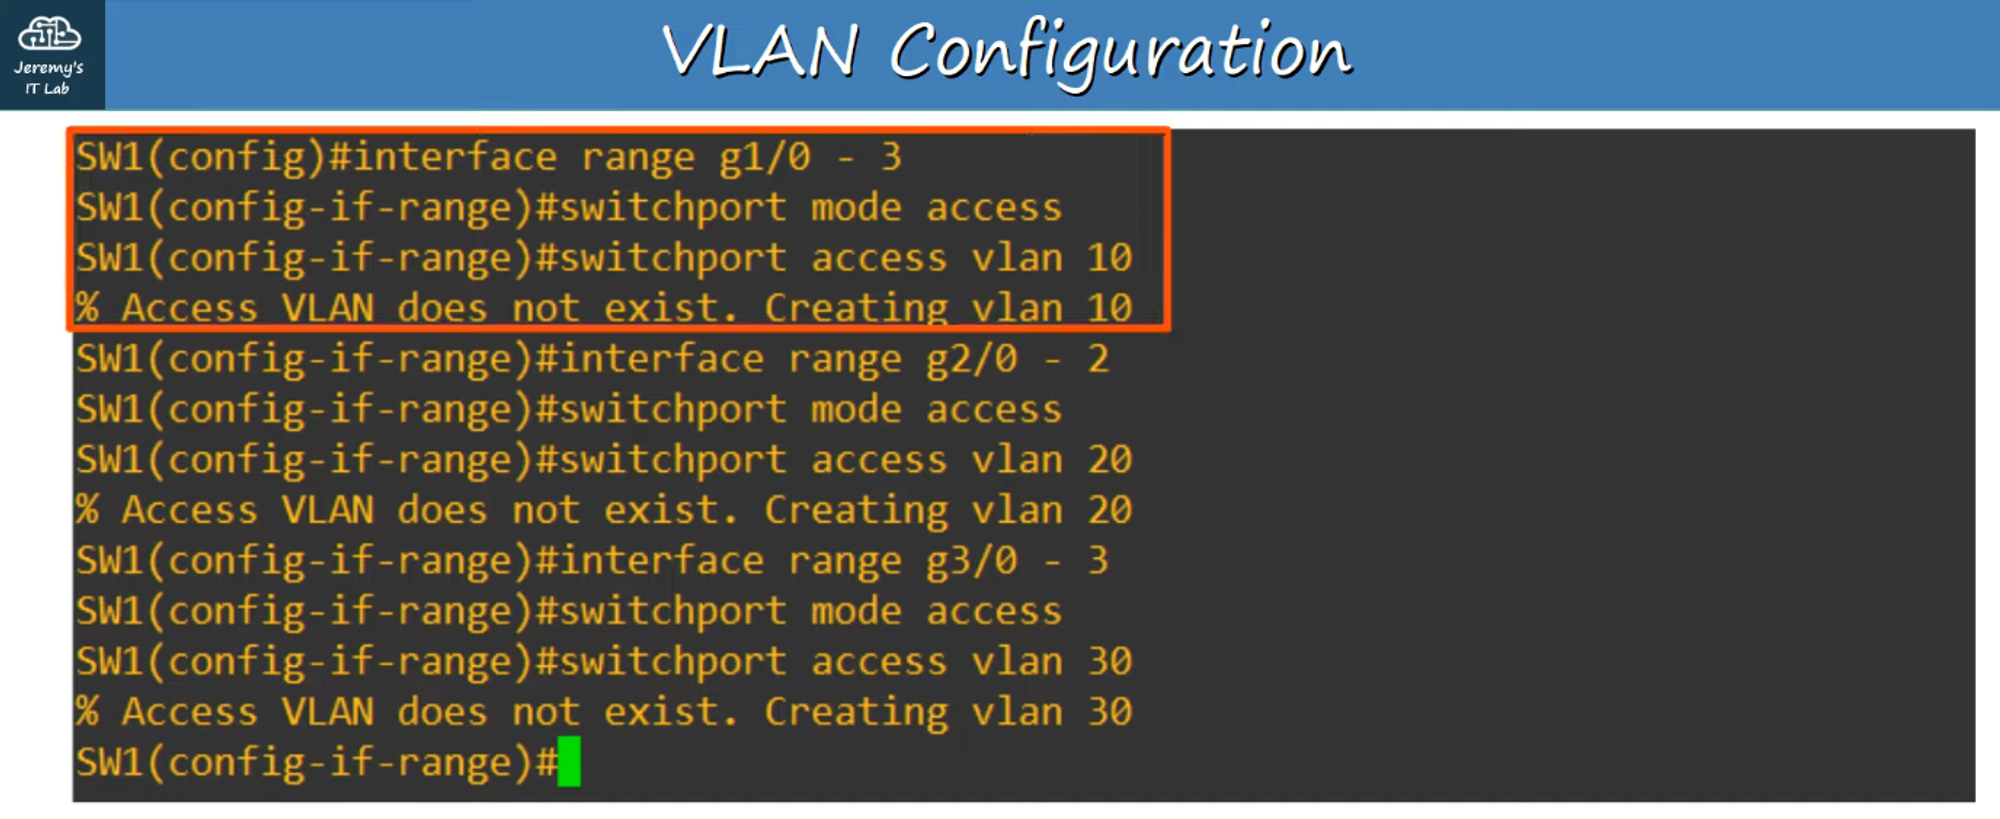 Jeremy's
IT Lab
VLAN Configuration
SW1(config)#interface range g1/0 - 3
SW1(config-if-range)#switchport mode access
SW1(config-if-range)#switchport access vlan 10
% Access VLAN does not exist. Creating vlan 10
SW1(config-if-range)#interface range g2/0 - 2
SW1(config-if-range)#switchport mode access
SW1(config-if-range)#switchport access vlan 20
% Access VLAN does not exist. Creating vlan 20
SW1(config-if-range)#interface range g3/0 - 3
SW1(config-if-range)#switchport mode access
SW1(config-if-range)#switchport access vlan 30
% Access VLAN does not exist. Creating vlan 30
SW1(config-if-range)#